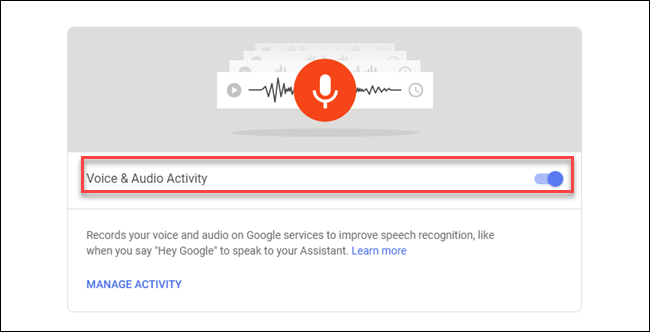 Voice & Audio Activity
Records your voice and audio on Google services to improve speech recognition, like
when you say "Hey Google" to speak to your Assistant. Learn more
MANAGE ACTIVITY